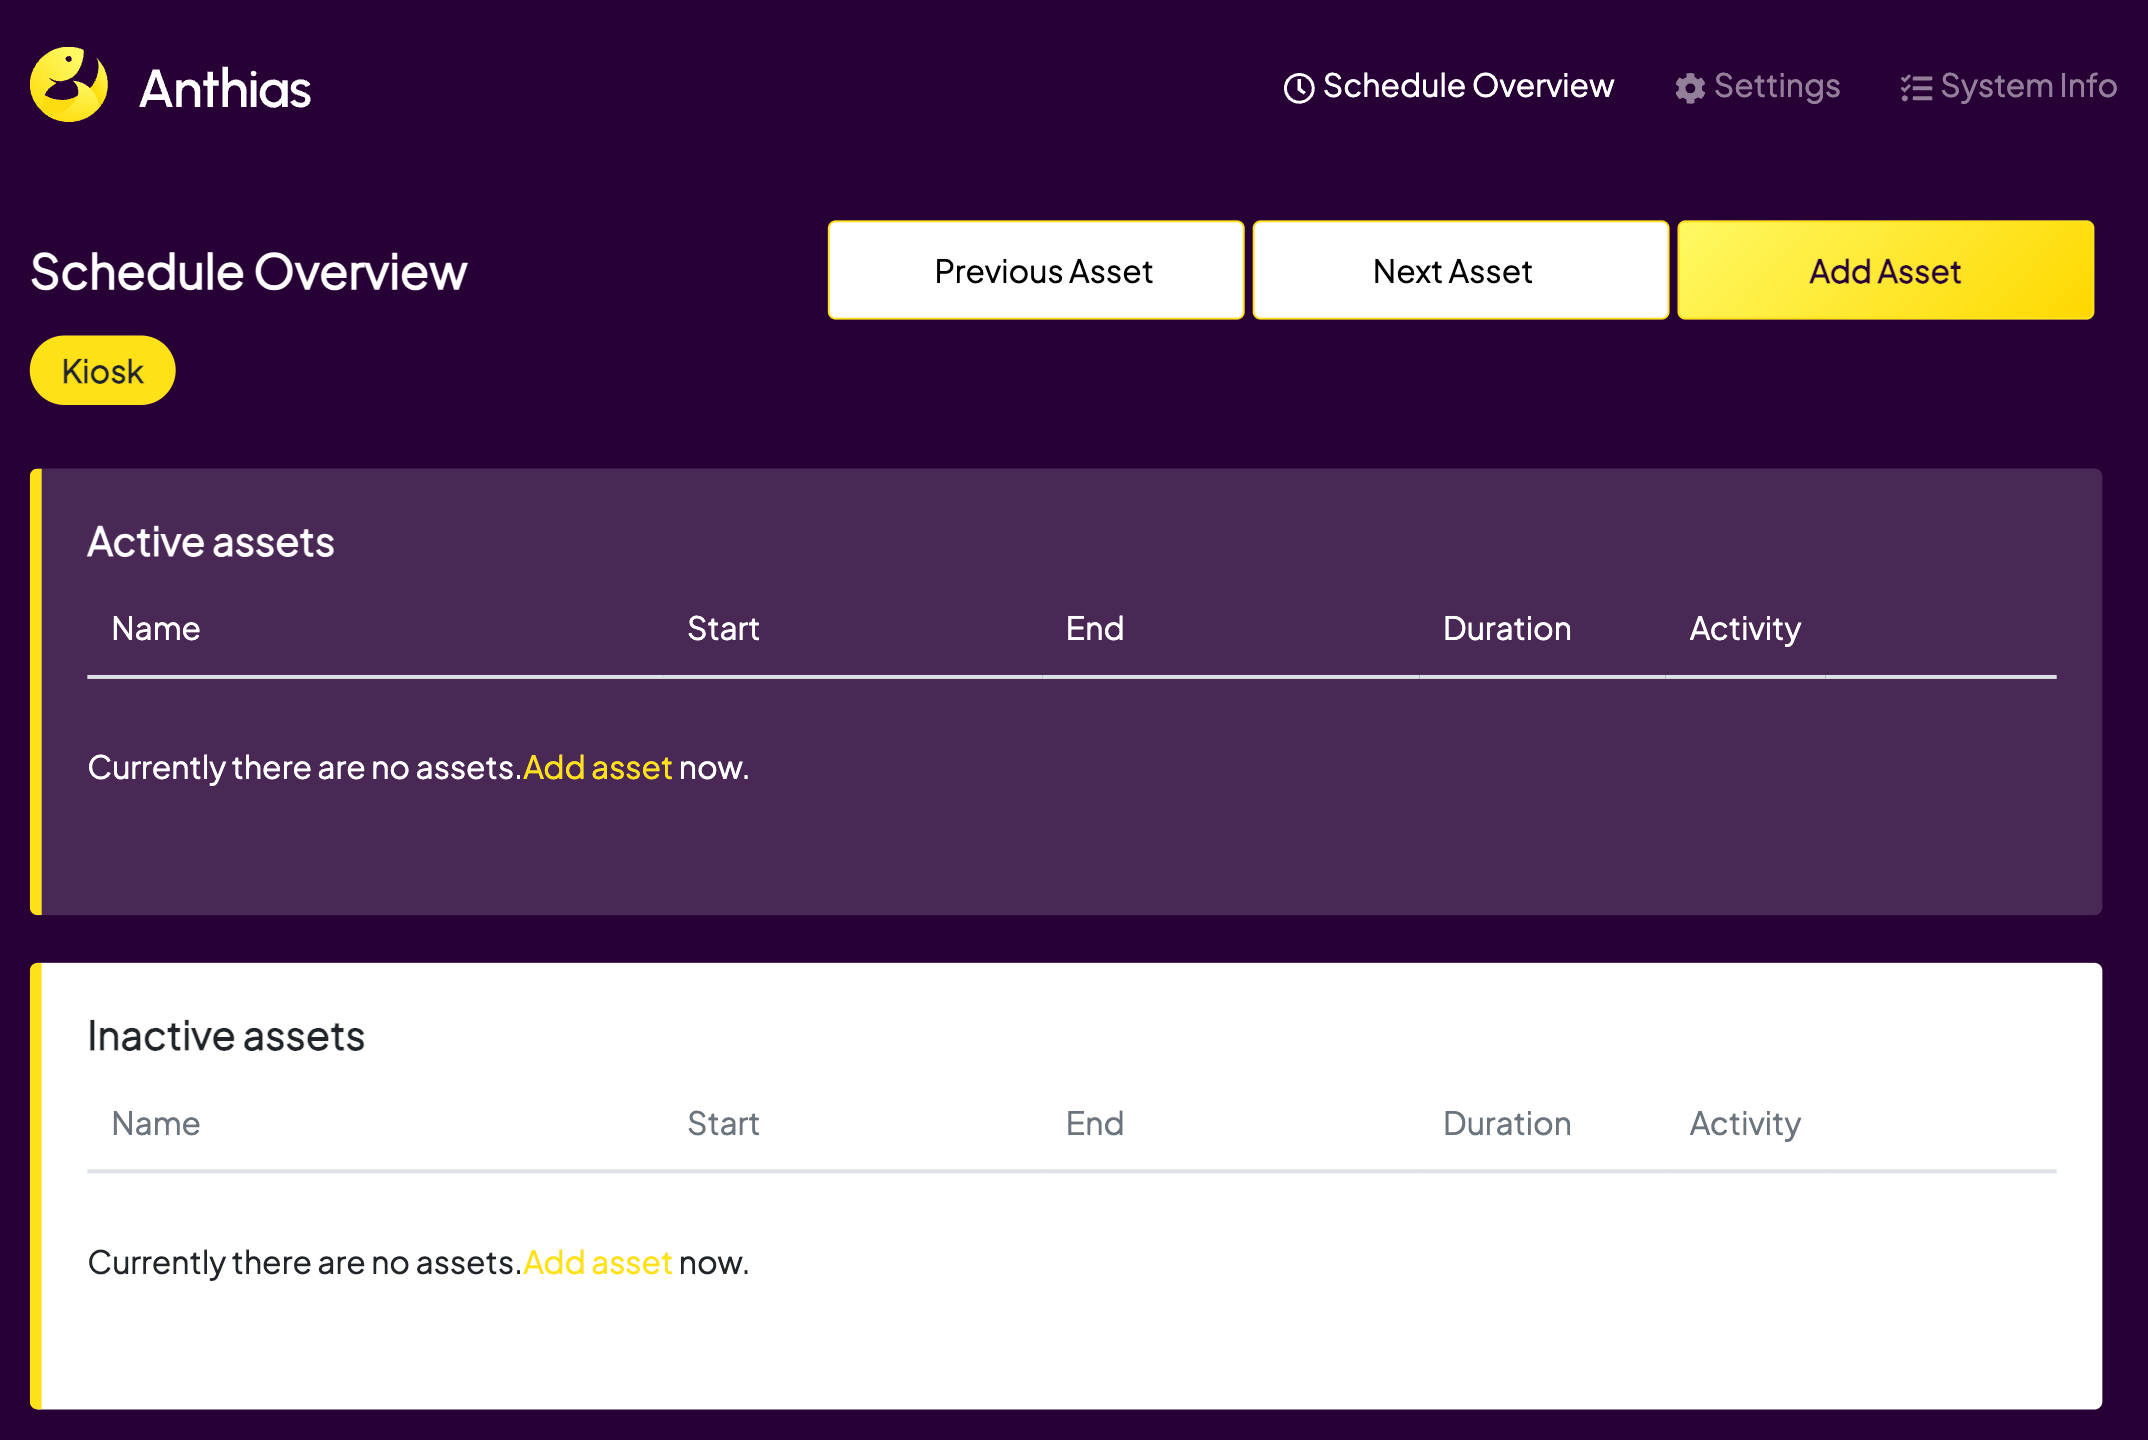 Anthias
Schedule Overview
Settings
System Info
Schedule Overview
Previous Asset
Next Asset
Add Asset
Kiosk
Active assets
Name Start End Duration Activity
Currently there are no assets.Add asset now.
Inactive assets
Name Start End Duration Activity
Currently there are no assets.Add asset now.